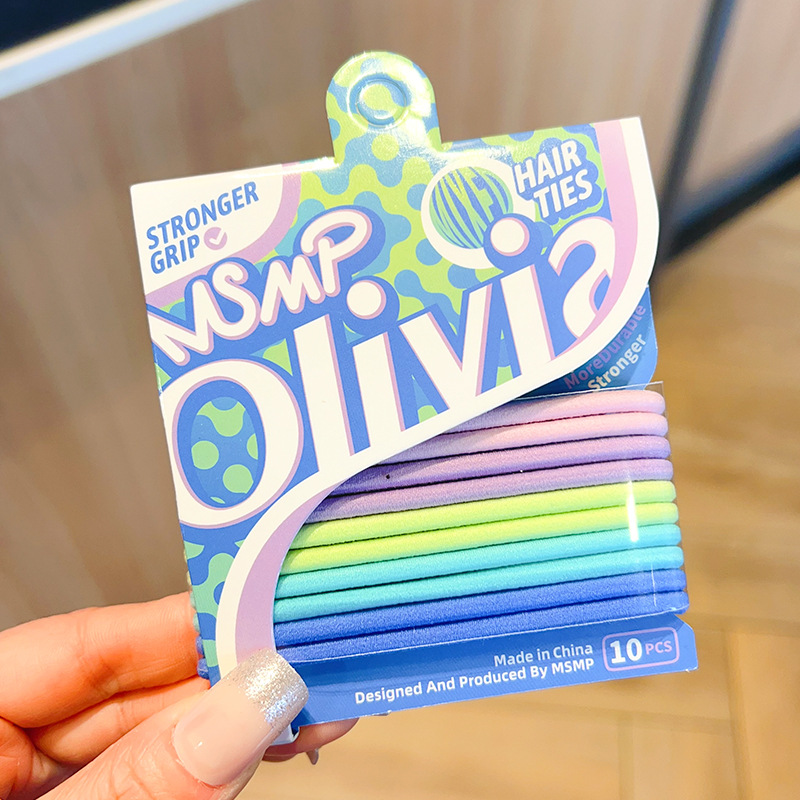 STRONGER
GRIP
HAIR
TIES
MSMP
Olivia
MoreDurable
Stronger
Made in China
Designed And Produced By MSMP
10 PCS